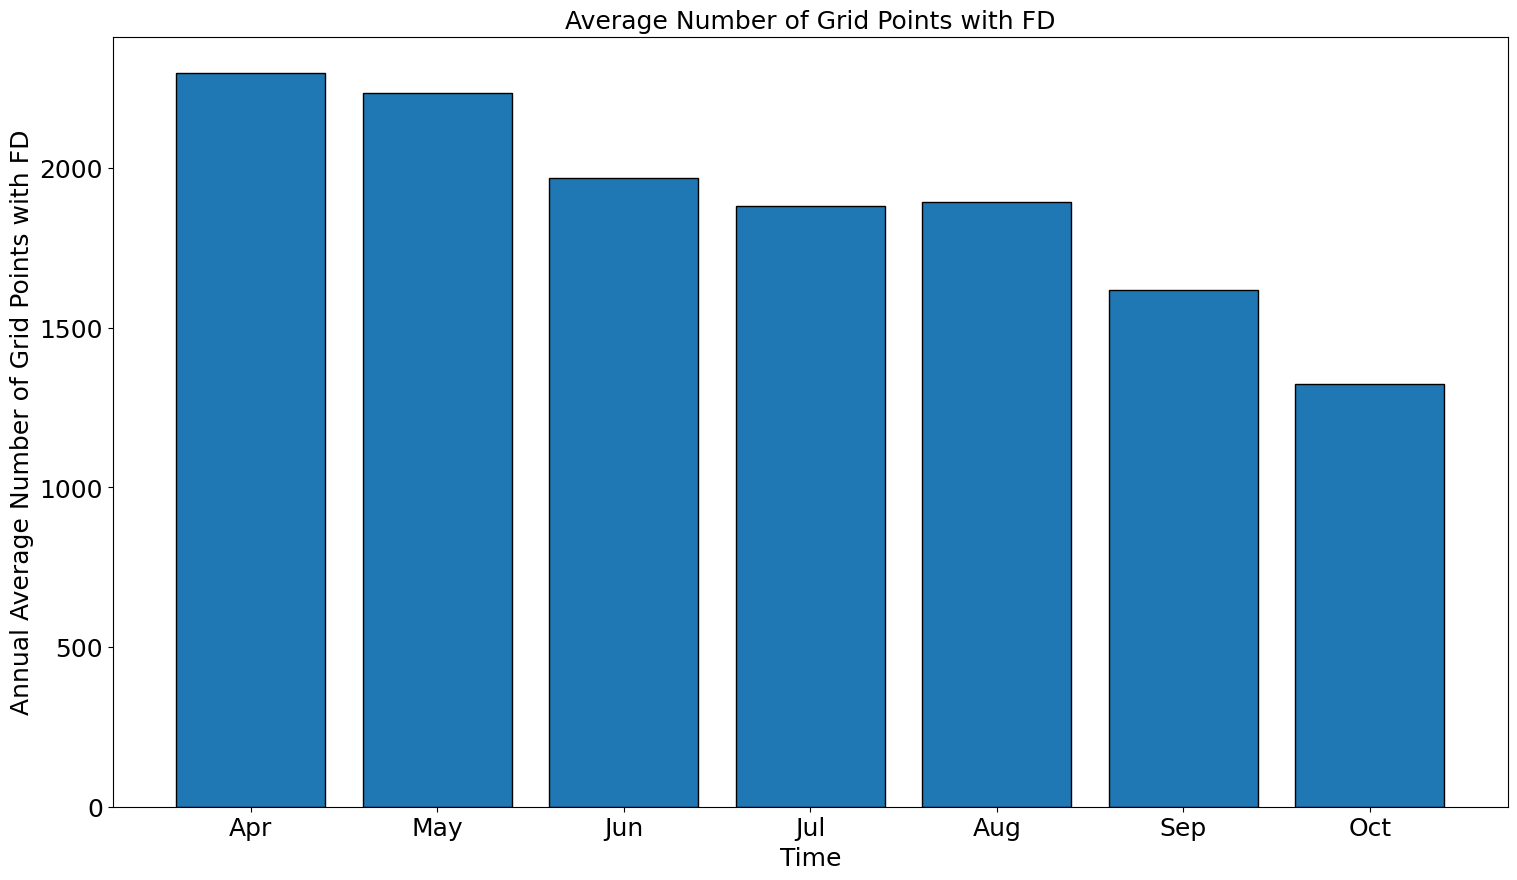 Average Number of Grid Points with FD
Annual Average Number of Grid Points with FD
2000
1500
1000
500
0
Apr May Jun Jul Aug Sep Oct
Time